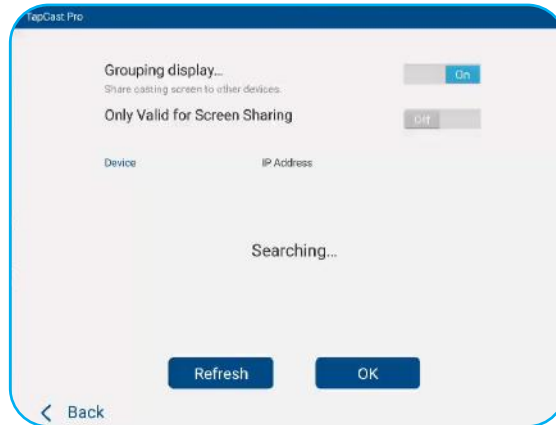 TapCast Pro
Grouping display... On
Share casting screen to other devices.
Only Valid for Screen Sharing Off
Device IP Address
Searching...
Refresh OK
Back